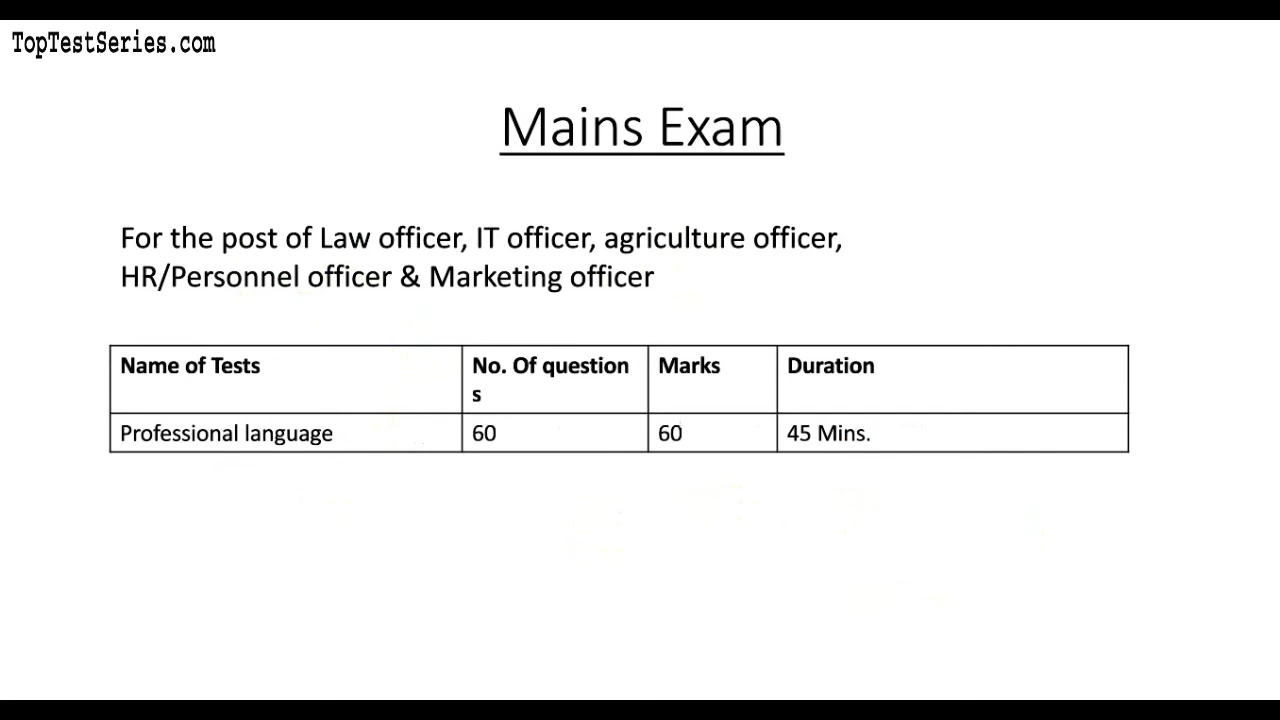 TopTestSeries.com
Mains Exam
For the post of Law officer, IT officer, agriculture officer,
HR/Personnel officer & Marketing officer
Name of Tests No. Of question Marks Duration
s
Professional language 60 60 45 Mins.